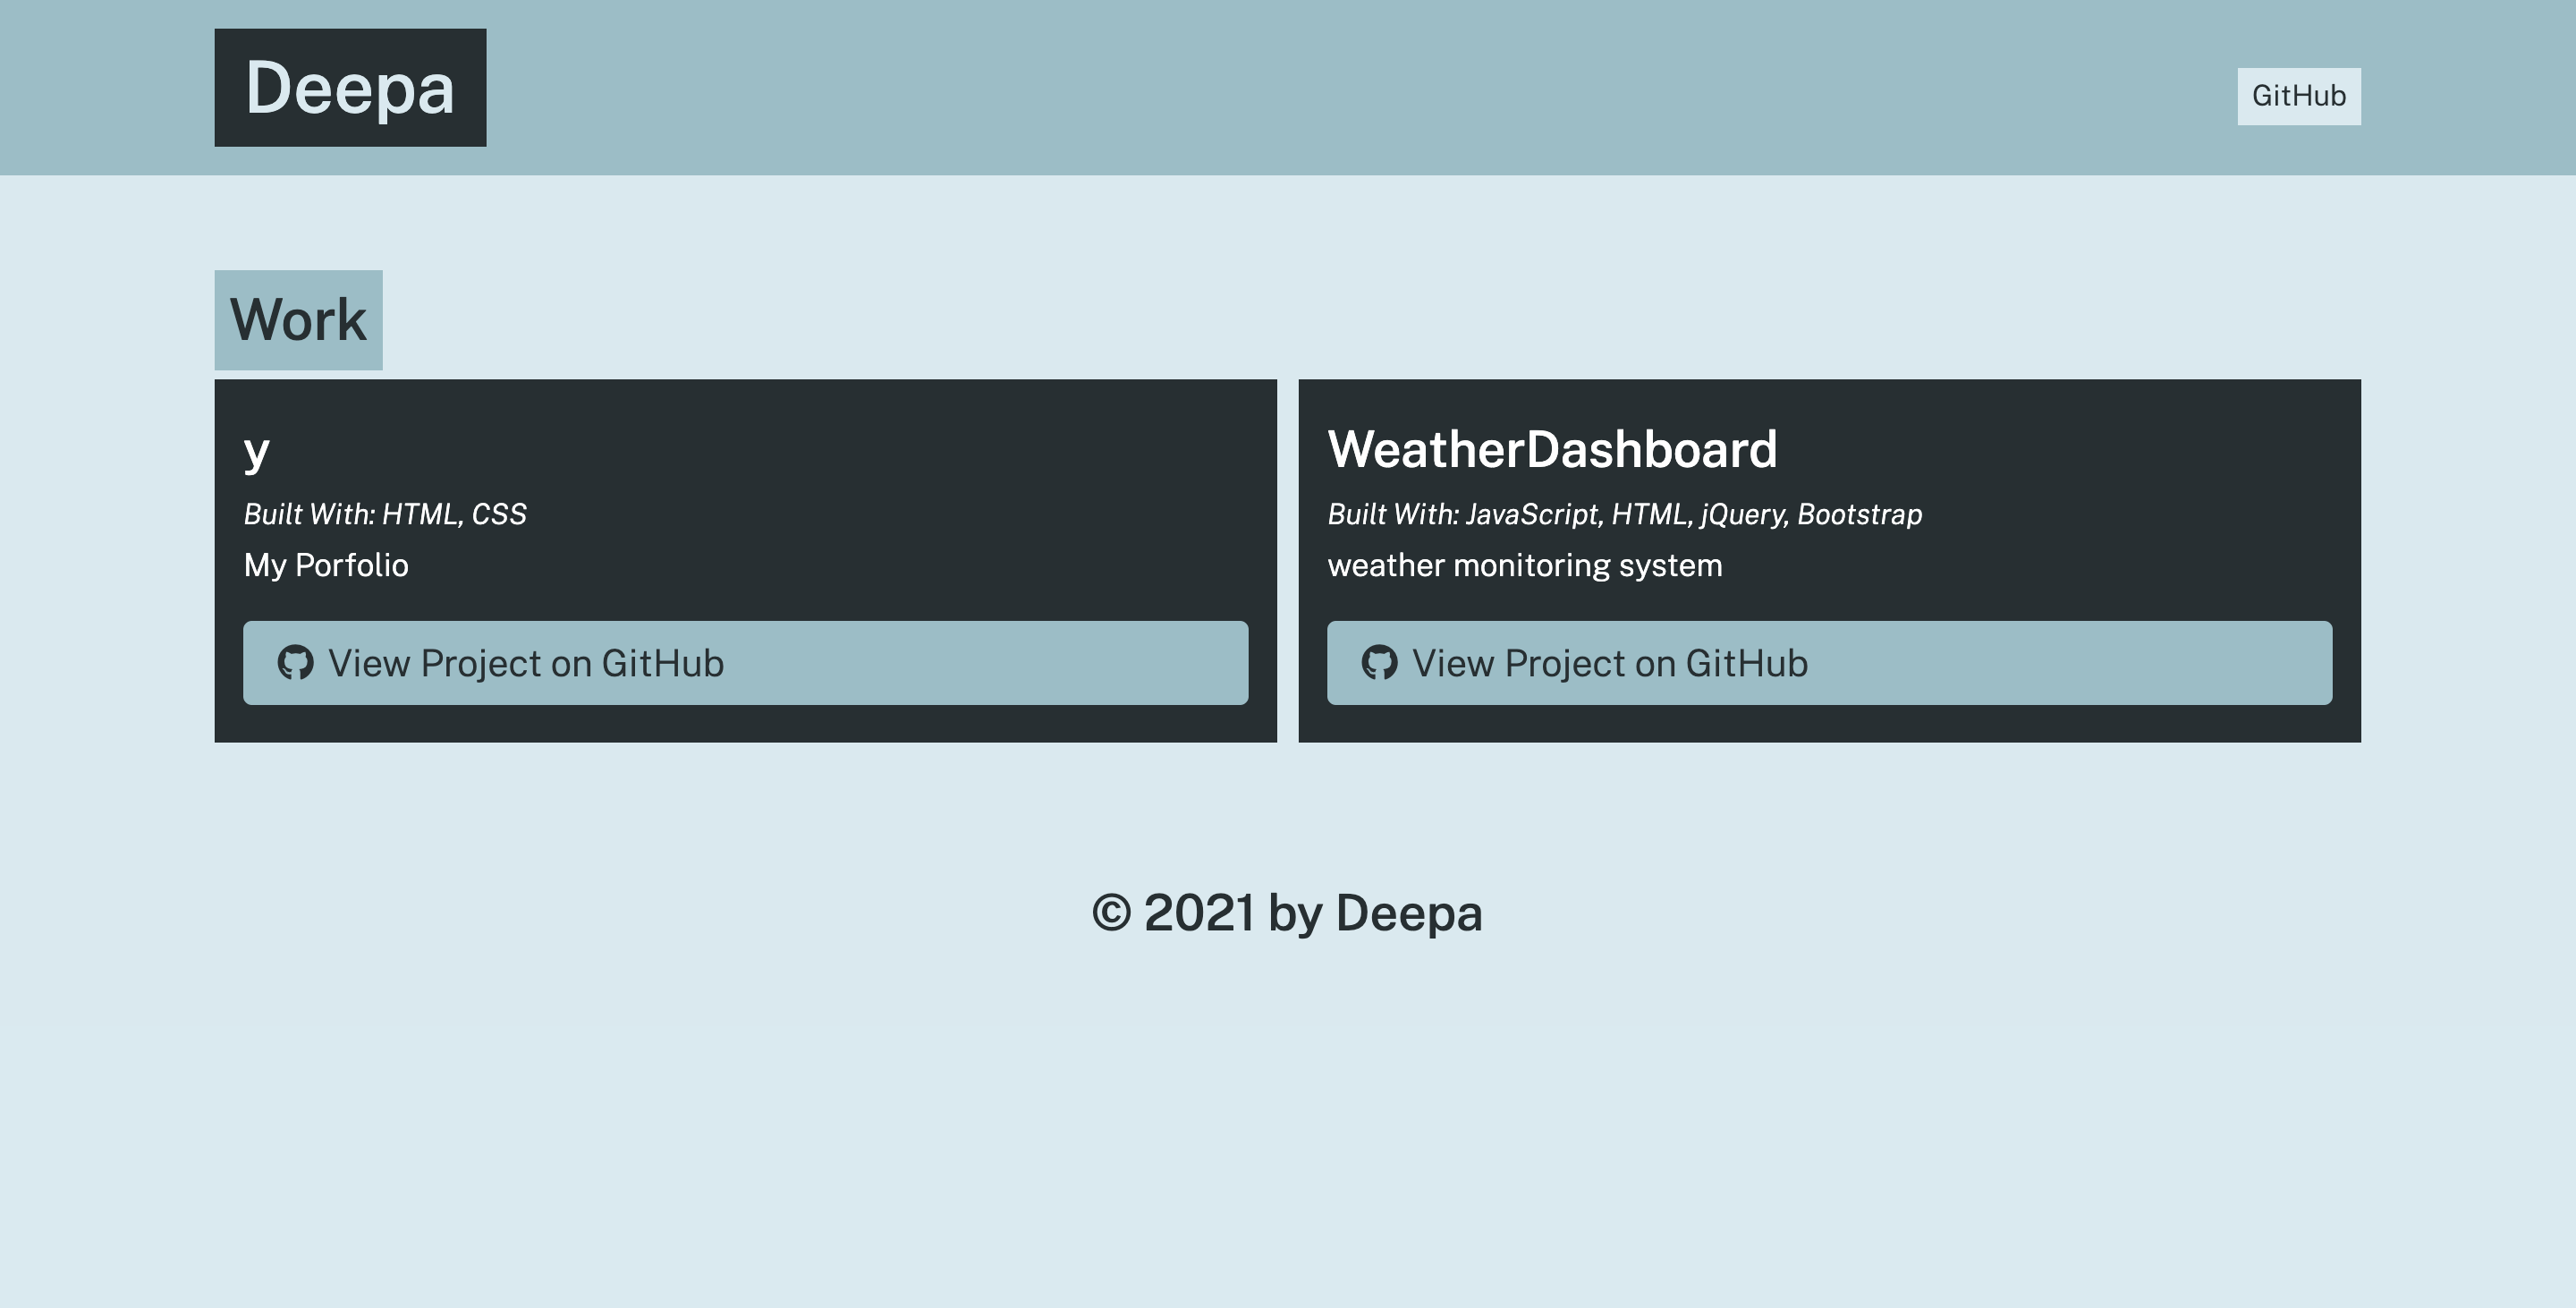 Deepa
GitHub
Work
y
Built With: HTML, CSS
My Porfolio
View Project on GitHub
WeatherDashboard
Built With: JavaScript, HTML, jQuery, Bootstrap
weather monitoring system
View Project on GitHub
© 2021 by Deepa